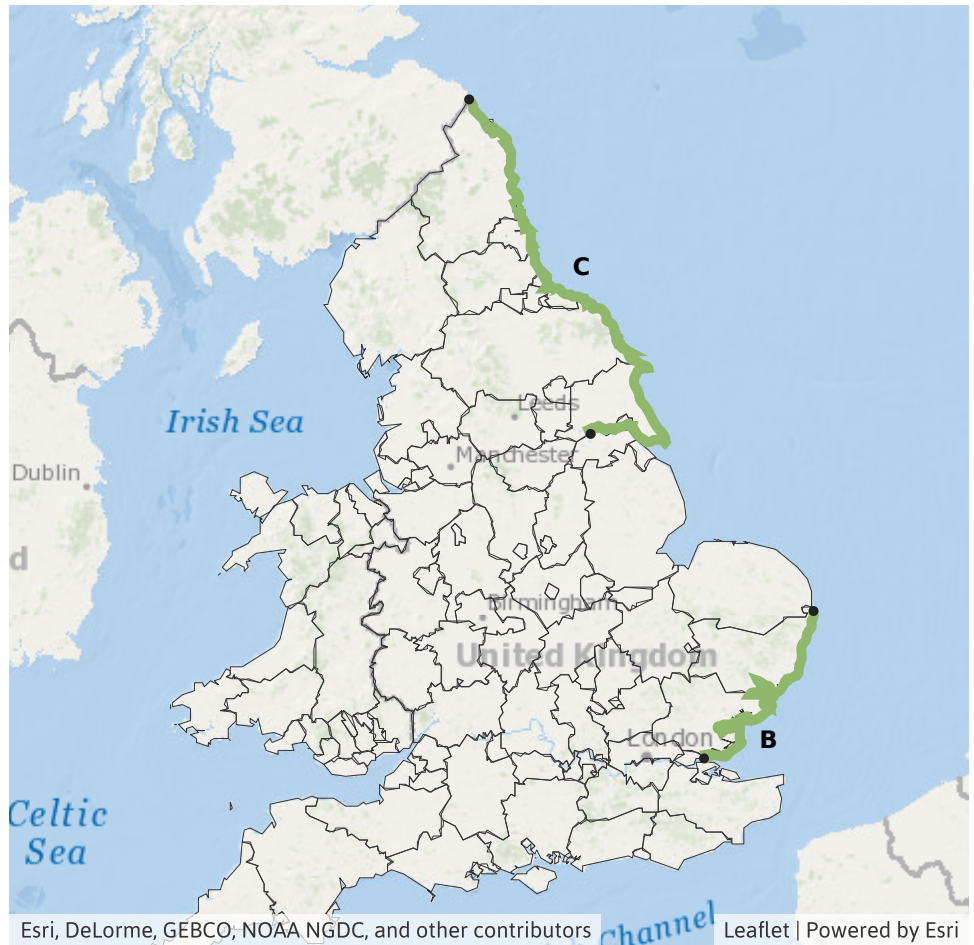 C
Leeds
Irish Sea
Manchester
Dublin
d
Birmingham
United Kingdom
London
B
Celtic
Sea
Channel
Esri, DeLorme, GEBCO, NOAA NGDC, and other contributors
Leaflet | Powered by Esri